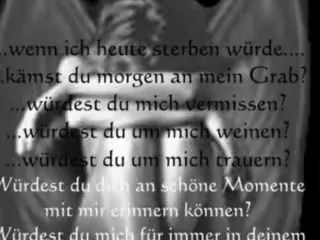 ...wenn ich heute sterben würde....
..kämst du morgen an mein Grab?
...würdest du mich vermissen?
...würdest du um mich weinen?
...würdest du um mich trauern?
Würdest du dich an schöne Momente
mit mir erinnern können?
Würdest du mich für immer in deinem